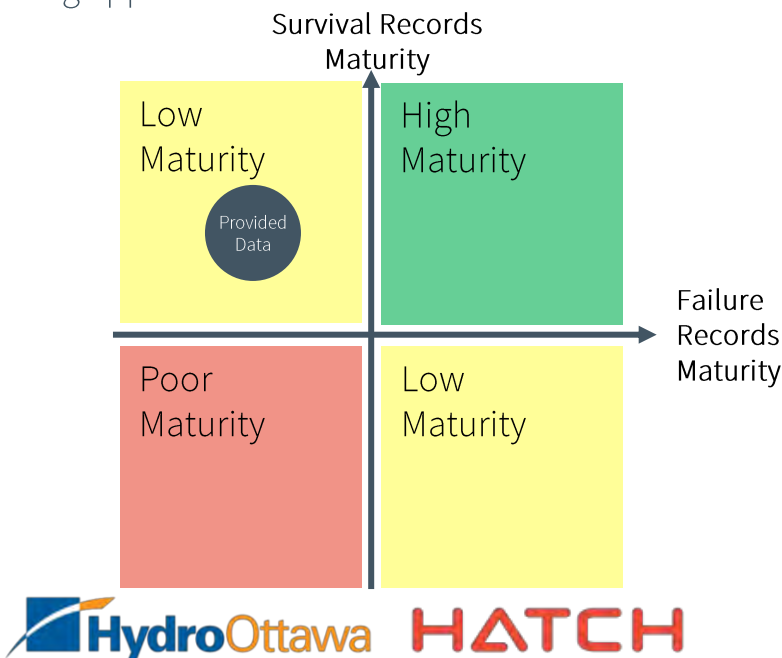 Survival Records
Maturity
Low
Maturity
High
Maturity
Provided
Data
Failure
Records
Maturity
Poor
Maturity
Low
Maturity
HydroOttawa
HATCH